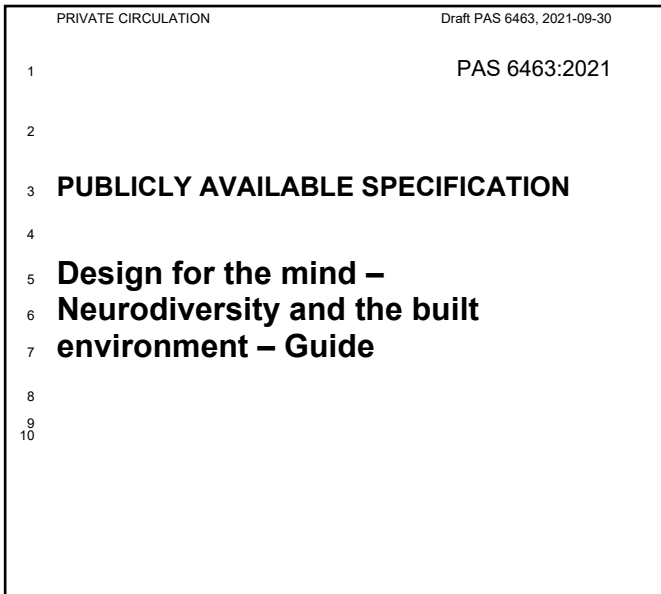 PRIVATE CIRCULATION Draft PAS 6463, 2021-09-30
1 PAS 6463:2021
2
3 PUBLICLY AVAILABLE SPECIFICATION
4
5 Design for the mind –
6 Neurodiversity and the built
7 environment – Guide
8
9
10